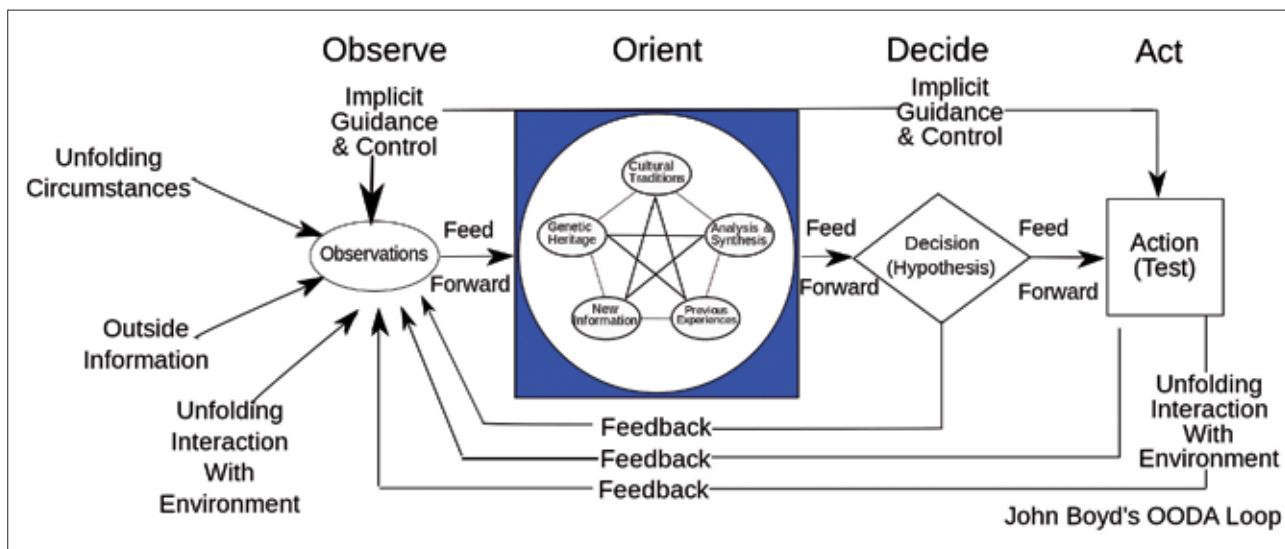 Observe
Orient
Decide
Act
Implicit
Guidance
& Control
Implicit
Guidance
& Control
Unfolding
Circumstances
Cultural
Traditions
Genetic
Heritage
Analysis &
Synthesis
New
Information
Previous
Experiences
Observations
Feed
Forward
Feed
Forward
Decision
(Hypothesis)
Feed
Forward
Action
(Test)
Outside
Information
Unfolding
Interaction
With
Environment
Feedback
Feedback
Feedback
Unfolding
Interaction
With
Environment
John Boyd's OODA Loop